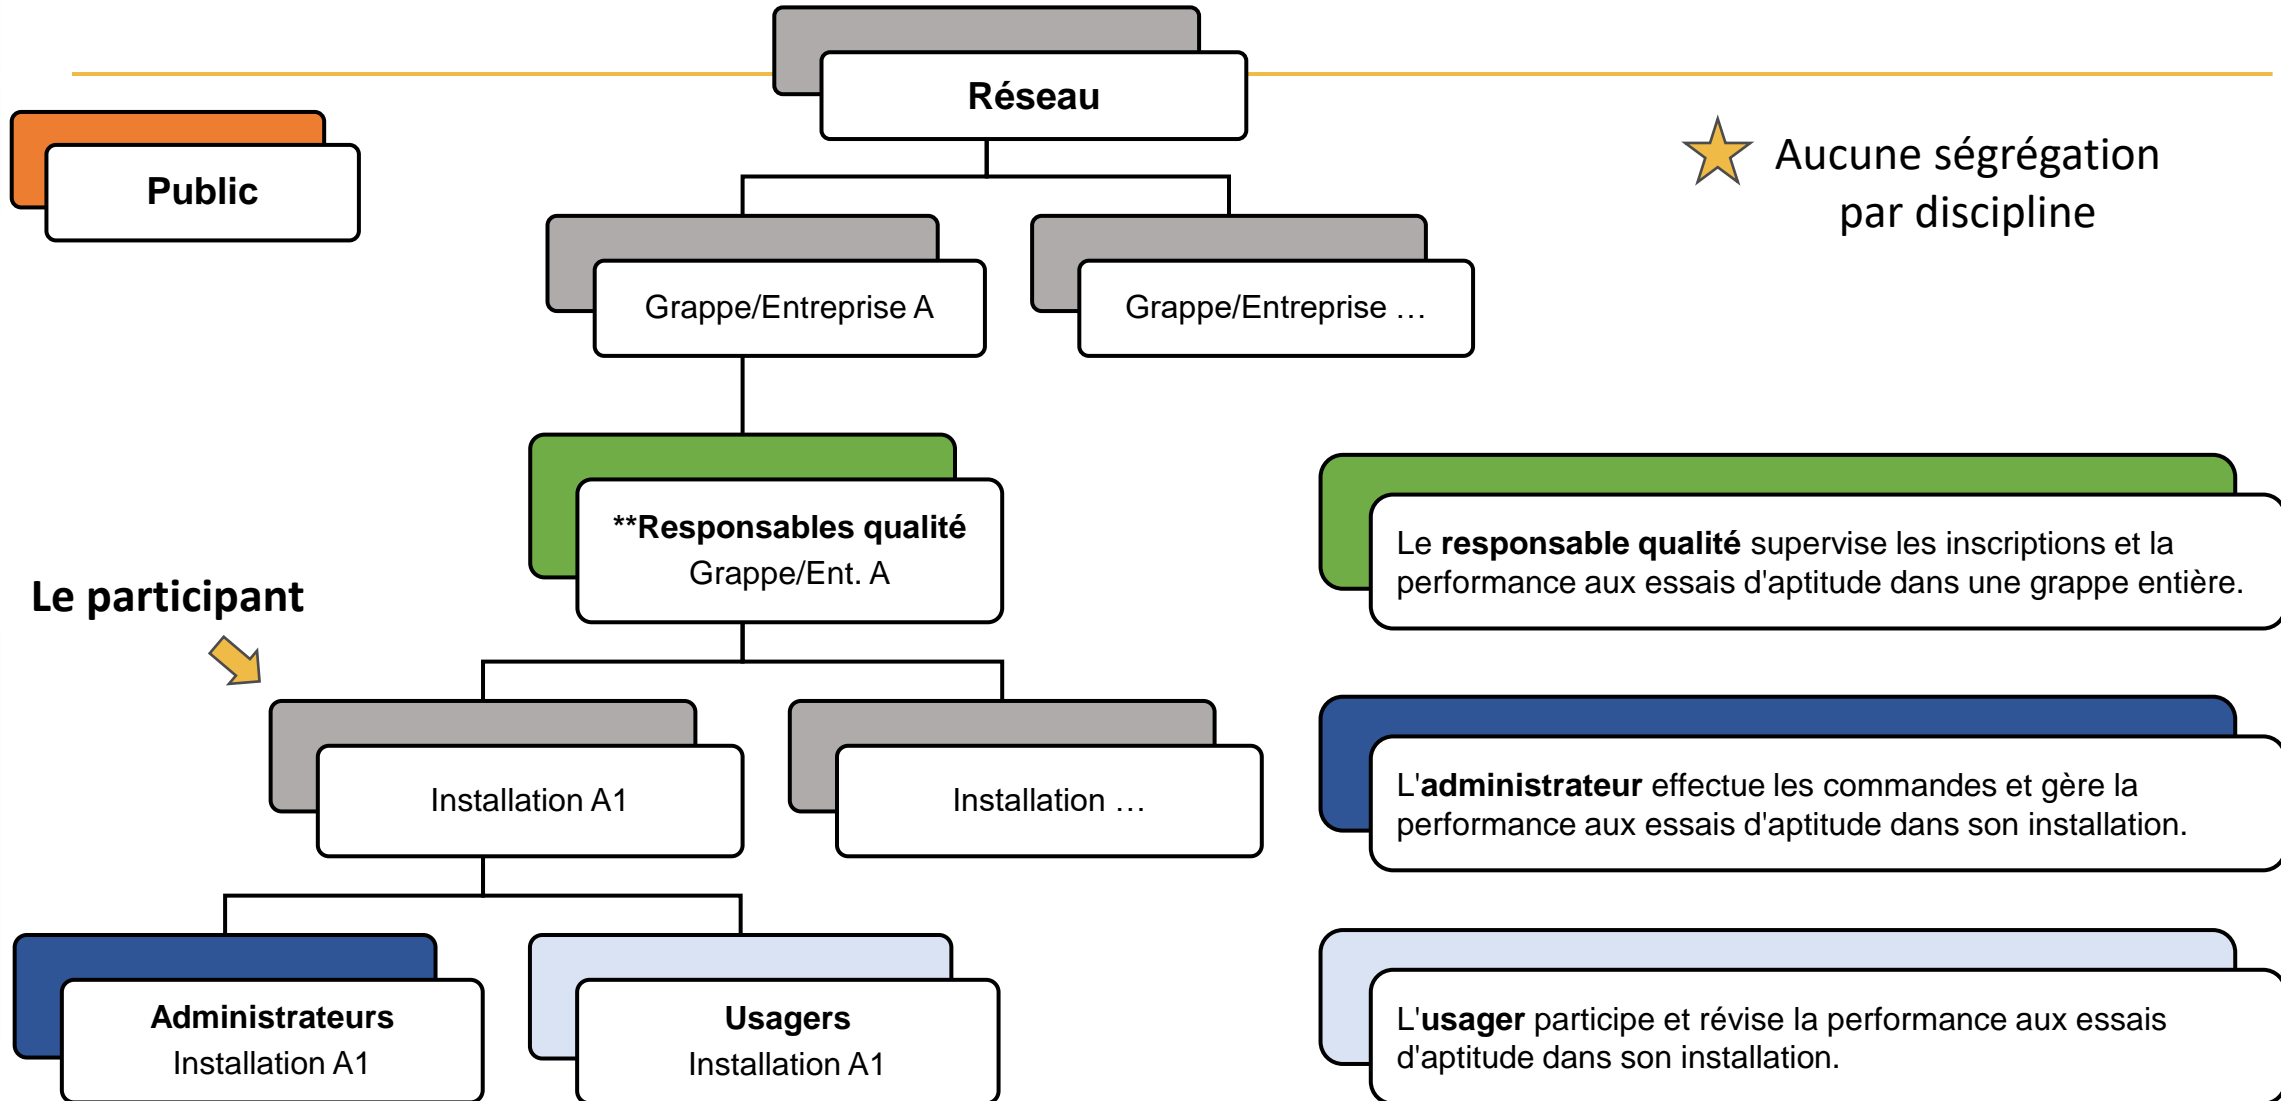 Réseau
Public
Aucune ségrégation
par discipline
Grappe/Entreprise A
Grappe/Entreprise …
**Responsables qualité
Grappe/Ent. A
Le responsable qualité supervise les inscriptions et la
performance aux essais d'aptitude dans une grappe entière.
Le participant
Installation A1
Installation …
L'administrateur effectue les commandes et gère la
performance aux essais d'aptitude dans son installation.
Administrateurs
Installation A1
Usagers
Installation A1
L'usager participe et révise la performance aux essais
d'aptitude dans son installation.